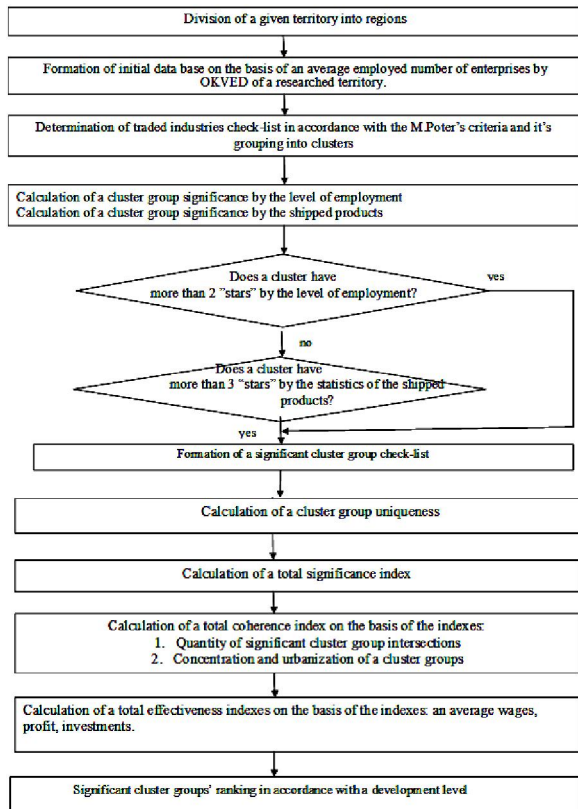 Division of a given territory into regions
Formation of initial data base on the basis of an average employed number of enterprises by
OKVED of a researched territory.
Determination of traded industries check-list in accordance with the M.Poter's criteria and it's
grouping into clusters
Calculation of a cluster group significance by the level of employment
Calculation of a cluster group significance by the shipped products
Does a cluster have
more than 2 "stars" by the level of employment?
yes
no
Does a cluster have
more than 3 "stars" by the statistics of the shipped
products?
yes
Formation of a significant cluster group check-list
Calculation of a cluster group uniqueness
Calculation of a total significance index
Calculation of a total coherence index on the basis of the indexes:
1. Quantity of significant cluster group intersections
2. Concentration and urbanization of a cluster groups
Calculation of a total effectiveness indexes on the basis of the indexes: an average wages,
profit, investments.
Significant cluster groups' ranking in accordance with a development level